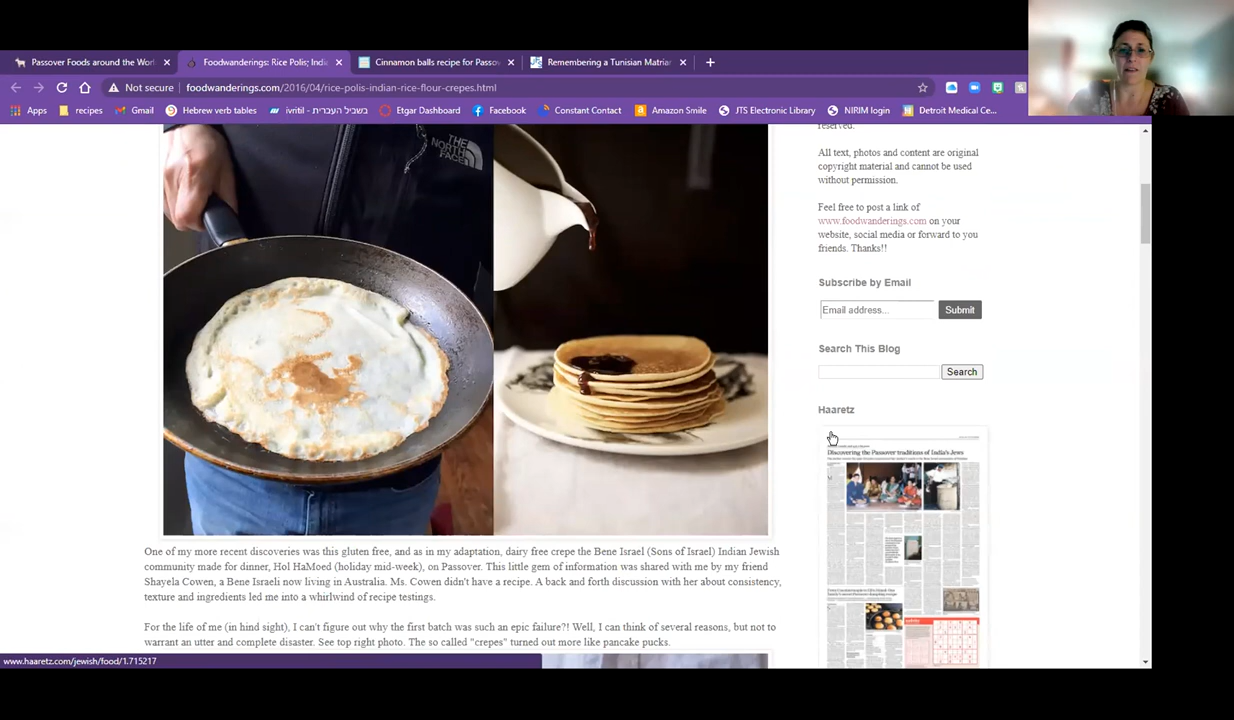 Passover Foods around the Worl
Foodwanderings: Rice Polis; India
Cinnamon balls recipe for Passov
Remembering a Tunisian Matriar
Not secure
foodwanderings.com/2016/04/rice-polis-indian-rice-flour-crepes.html
Apps
recipes
Gmail
Hebrew verb tables
ivritil - בשביל העברית
Etgar Dashboard
Facebook
Constant Contact
Amazon Smile
JTS Electronic Library
NIRIM login
Detroit Medical Ce...
THE
NORTH
FACE
reserved.
All text, photos and content are original
copyright material and cannot be used
without permission.
Feel free to post a link of
www.foodwanderings.com on your
website, social media or forward to you
friends. Thanks!!
Subscribe by Email
Email address...
Submit
Search This Blog
Search
Haaretz
Discovering the Passover traditions of India's Jews
One of my more recent discoveries was this gluten free, and as in my adaptation, dairy free crepe the Bene Israel (Sons of Israel) Indian Jewish
community made for dinner, Hol HaMoed (holiday mid-week), on Passover. This little gem of information was shared with me by my friend
Shayela Cowen, a Bene Israeli now living in Australia. Ms. Cowen didn't have a recipe. A back and forth discussion with her about consistency,
texture and ingredients led me into a whirlwind of recipe testings.
For the life of me (in hind sight), I can't figure out why the first batch was such an epic failure?! Well, I can think of several reasons, but not to
warrant an utter and complete disaster. See top right photo. The so called "crepes" turned out more like pancake pucks.
www.haaretz.com/jewish/food/1.715217